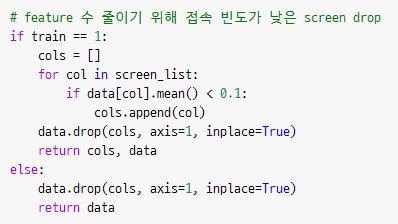 # feature 수 줄이기 위해 접속 빈도가 낮은 screen drop
if train == 1:
    cols = []
    for col in screen_list:
        if data[col].mean() < 0.1:
            cols.append(col)
    data.drop(cols, axis=1, inplace=True)
    return cols, data
else:
    data.drop(cols, axis=1, inplace=True)
    return data